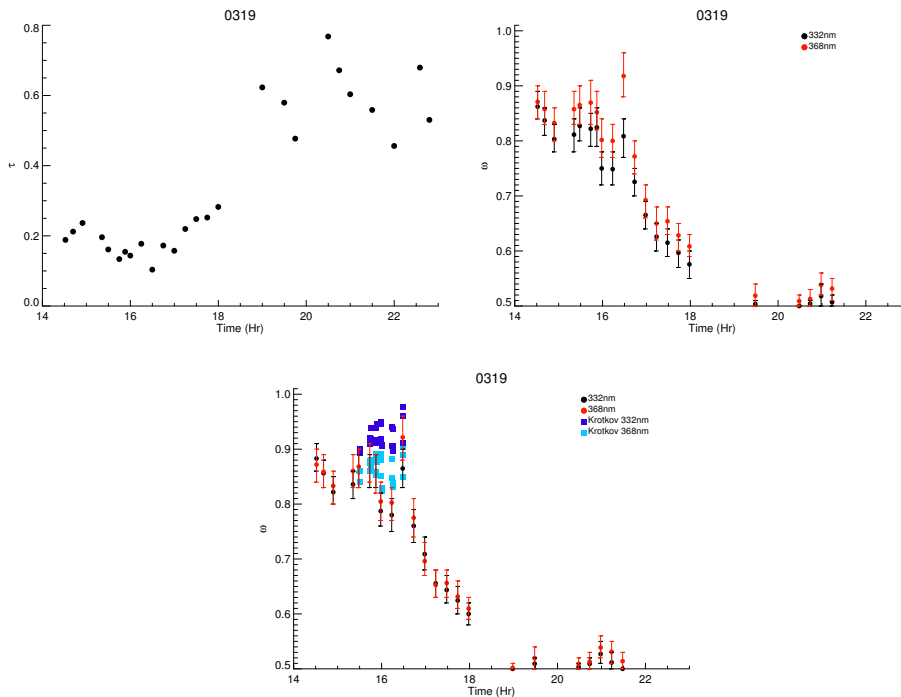 0319
0.8
0.6
0.4
0.2
0.0
τ
14 16 18 20 22
Time (Hr)
0319
332nm
368nm
1.0
0.9
0.8
0.7
0.6
0.5
ω
14 16 18 20 22
Time (Hr)
0319
332nm
368nm
Krotkov 332nm
Krotkov 368nm
1.0
0.9
0.8
0.7
0.6
0.5
ω
14 16 18 20 22
Time (Hr)